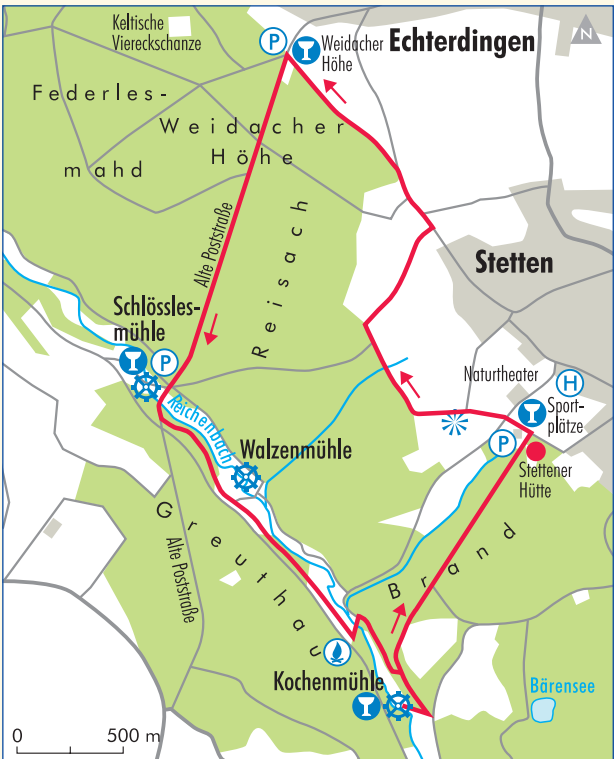 Keltische
Viereckschanze
P
Weidacher
Höhe
Echterdingen
N
Federles-
mahd
Weidacher
Höhe
Alte Poststraße
Reisach
Stetten
Schlössles-
mühle
P
Naturtheater
H
Sport-
plätze
P
Stettener
Hütte
Reichenbach
Walzenmühle
Greuthau
Alte Poststraße
Brand
Kochenmühle
Bärensee
0 500 m